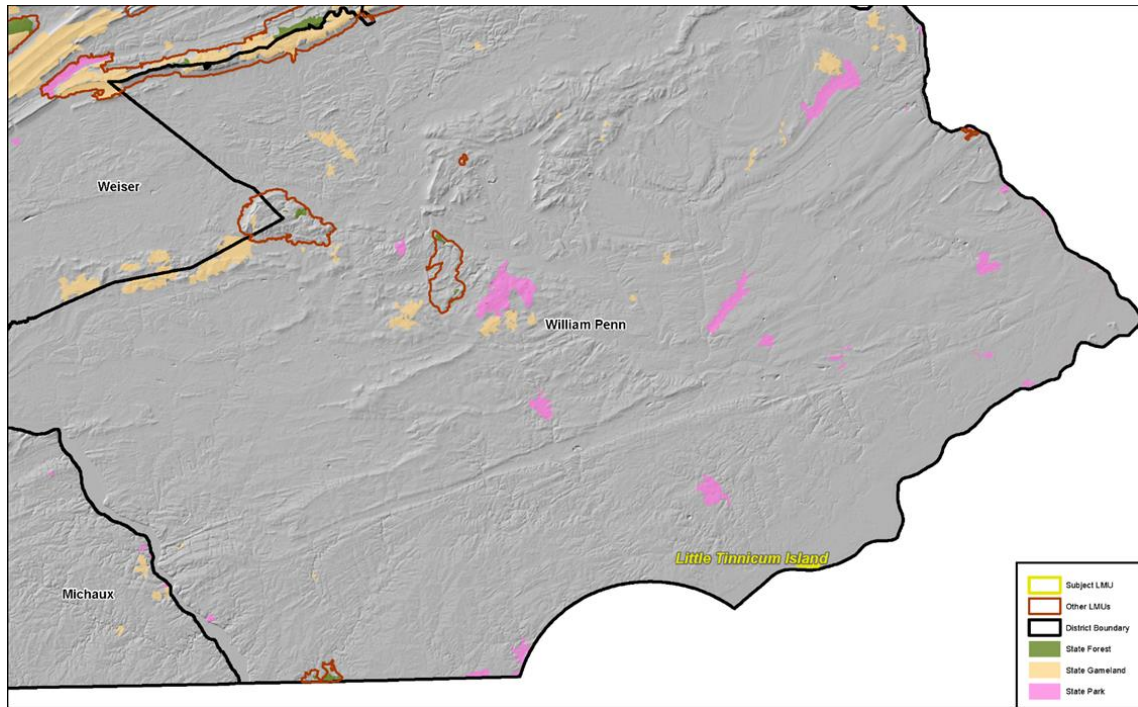 Weiser
William Penn
Little Tinnicum Island
Michaux
Subject LMU
Other LMUs
District Boundary
State Forest
State Gameland
State Park